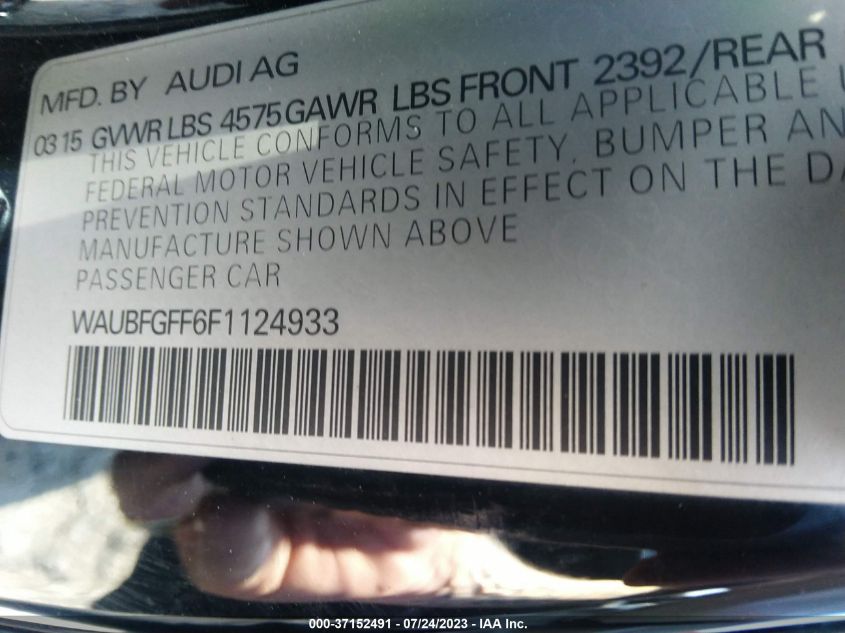 MFD. BY AUDI AG
0315 GVWR LBS 4575 GAWR LBS FRONT 2392/REAR
THIS VEHICLE CONFORMS TO ALL APPLICABLE
FEDERAL MOTOR VEHICLE SAFETY, BUMPER AN
PREVENTION STANDARDS IN EFFECT ON THE DA
MANUFACTURE SHOWN ABOVE
PASSENGER CAR
WAUBFGFF6F1124933
000-37152491 - 07/24/2023 - IAA Inc.